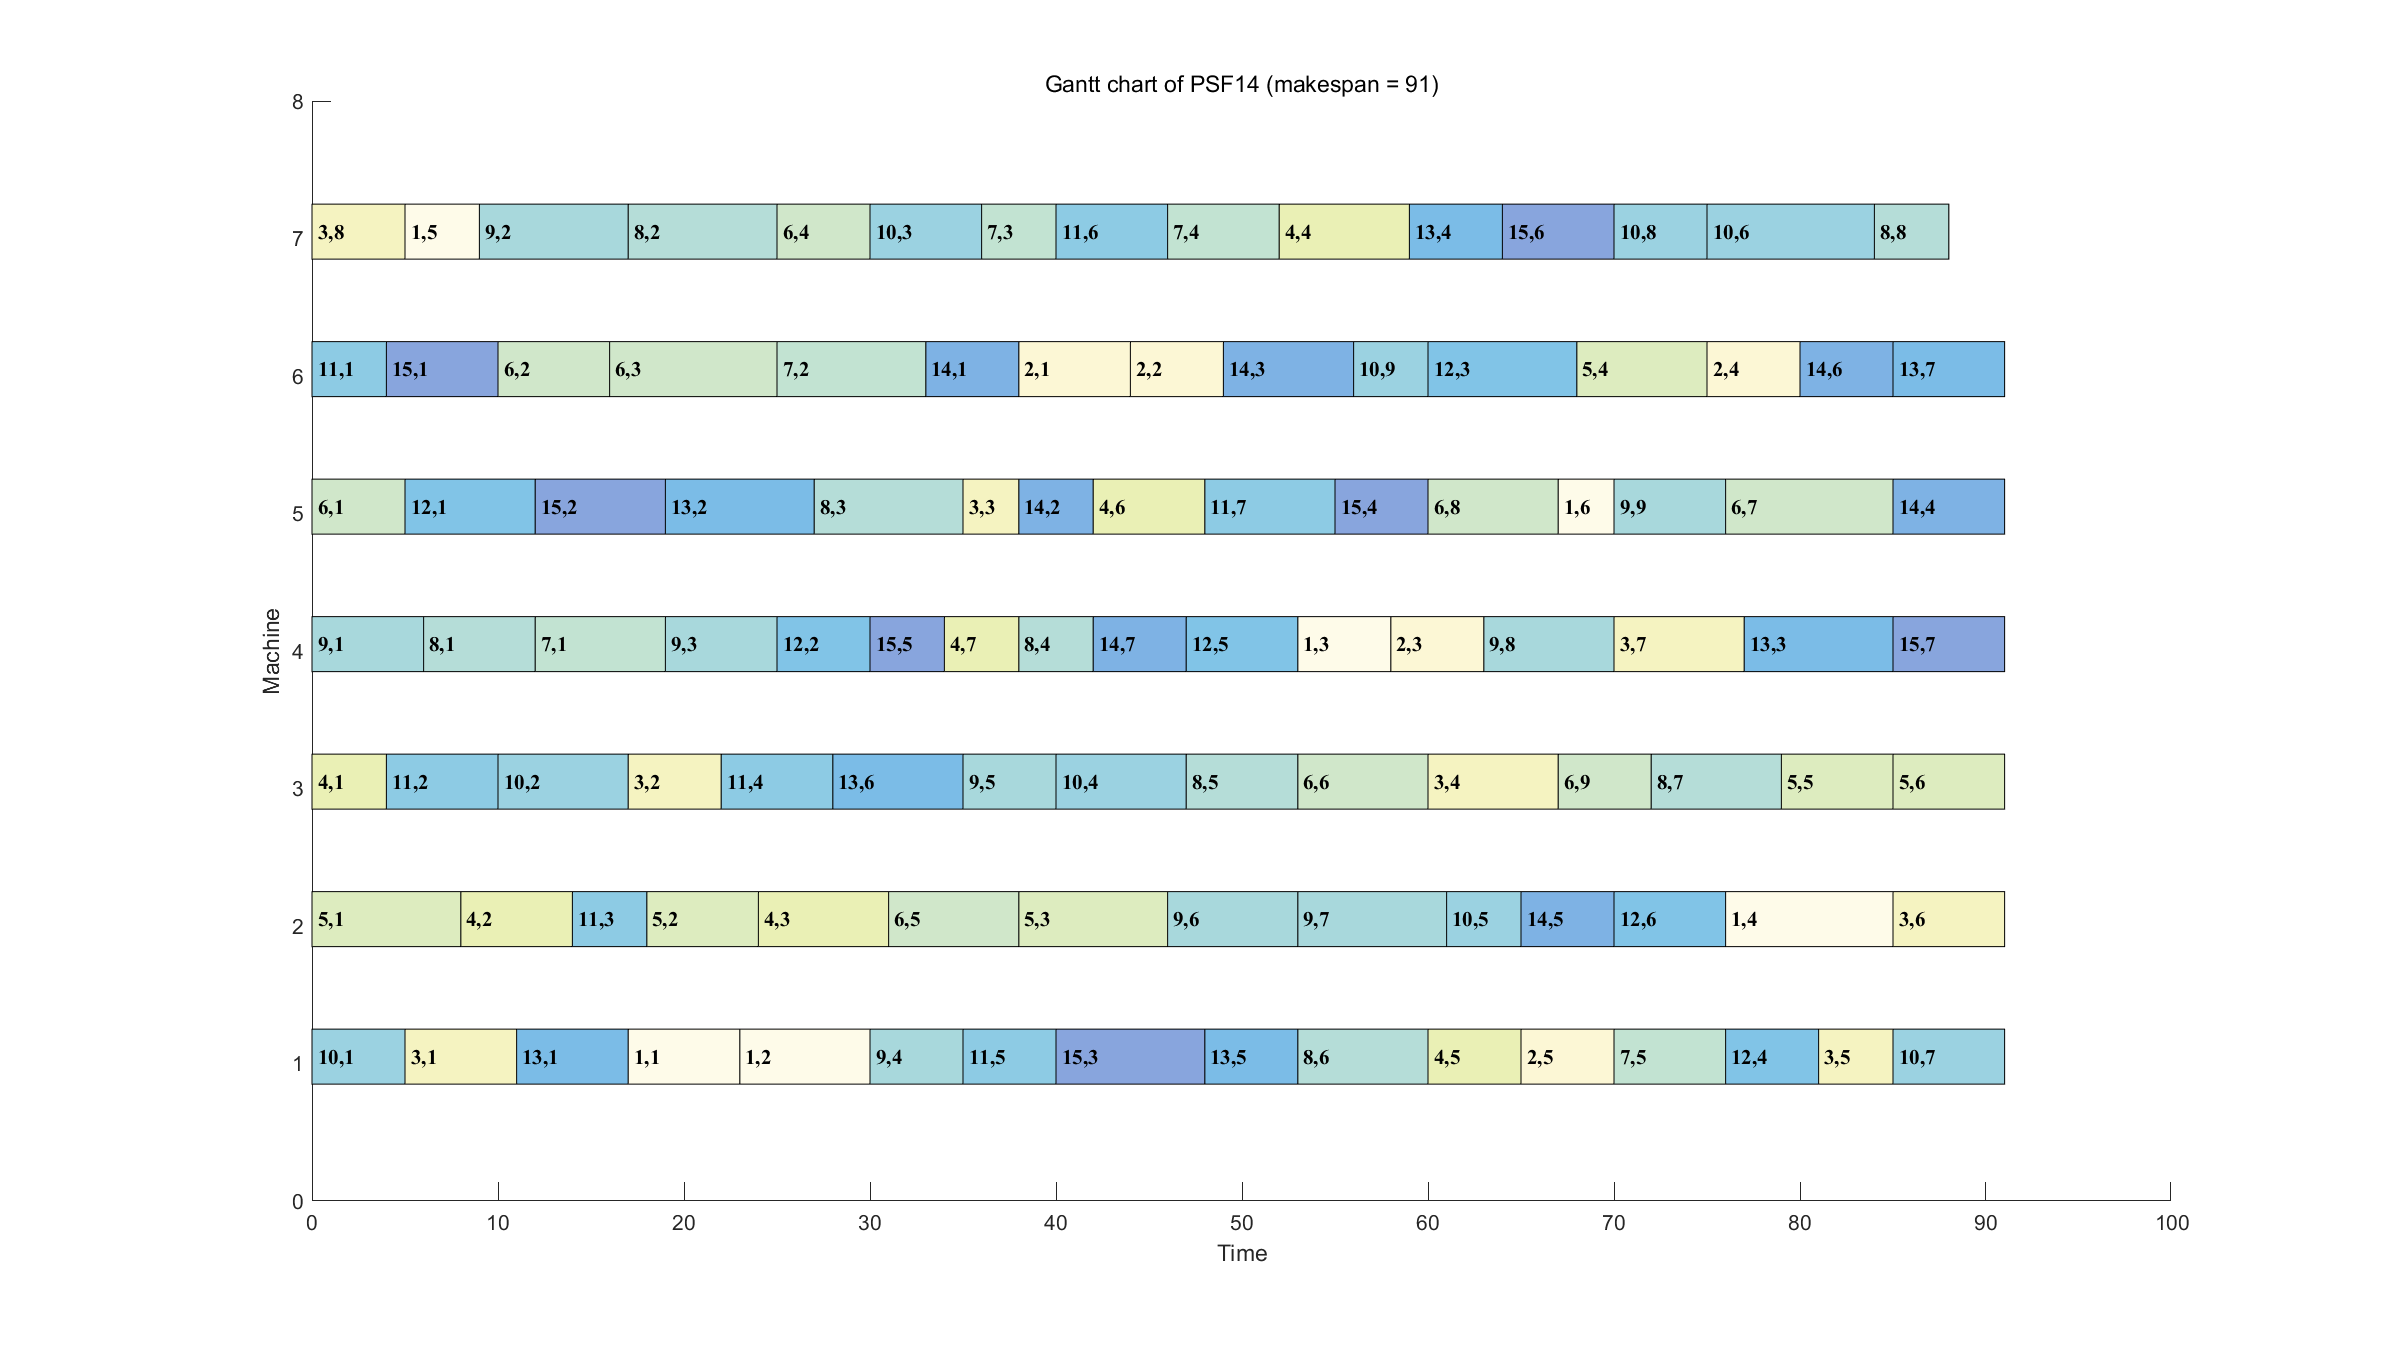 Gantt chart of PSF14 (makespan = 91)
8
7
3,8 1,5 9,2 8,2 6,4 10,3 7,3 11,6 7,4 4,4 13,4 15,6 10,8 10,6 8,8
6
11,1 15,1 6,2 6,3 7,2 14,1 2,1 2,2 14,3 10,9 12,3 5,4 2,4 14,6 13,7
5
6,1 12,1 15,2 13,2 8,3 3,3 14,2 4,6 11,7 15,4 6,8 1,6 9,9 6,7 14,4
Machine
4
9,1 8,1 7,1 9,3 12,2 15,5 4,7 8,4 14,7 12,5 1,3 2,3 9,8 3,7 13,3 15,7
3
4,1 11,2 10,2 3,2 11,4 13,6 9,5 10,4 8,5 6,6 3,4 6,9 8,7 5,5 5,6
2
5,1 4,2 11,3 5,2 4,3 6,5 5,3 9,6 9,7 10,5 14,5 12,6 1,4 3,6
1
10,1 3,1 13,1 1,1 1,2 9,4 11,5 15,3 13,5 8,6 4,5 2,5 7,5 12,4 3,5 10,7
0
0 10 20 30 40 50 60 70 80 90 100
Time